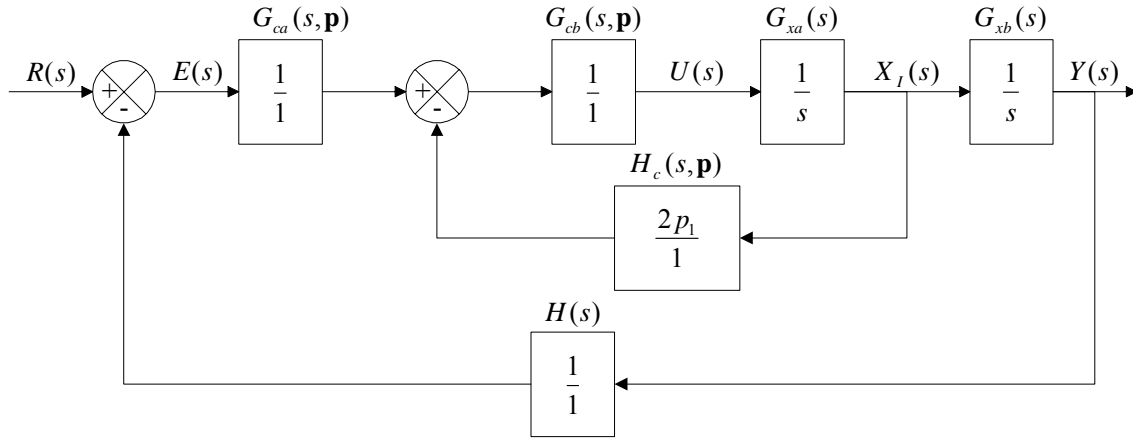 G_ca(s,p)
G_cb(s,p)
G_xa(s)
G_xb(s)
R(s)
E(s)
U(s)
X_I(s)
Y(s)
+
-
1/1
+
-
1/1
1/s
1/s
H_c(s,p)
2p_1/1
H(s)
1/1